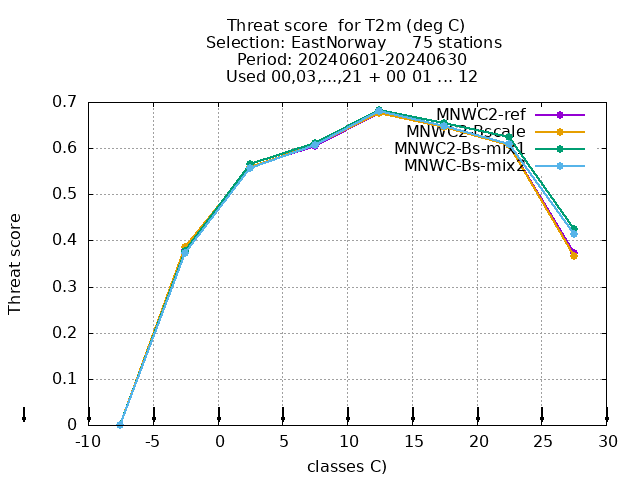 Threat score  for T2m (deg C)
Selection: EastNorway     75 stations
Period: 20240601-20240630
Used 00,03,...,21 + 00 01 ... 12
MNWC2-ref
MNWC2-Bscale
MNWC2-Bs-mix1
MNWC-Bs-mix2
Threat score
0.7
0.6
0.5
0.4
0.3
0.2
0.1
0
-10 -5 0 5 10 15 20 25 30
classes C)